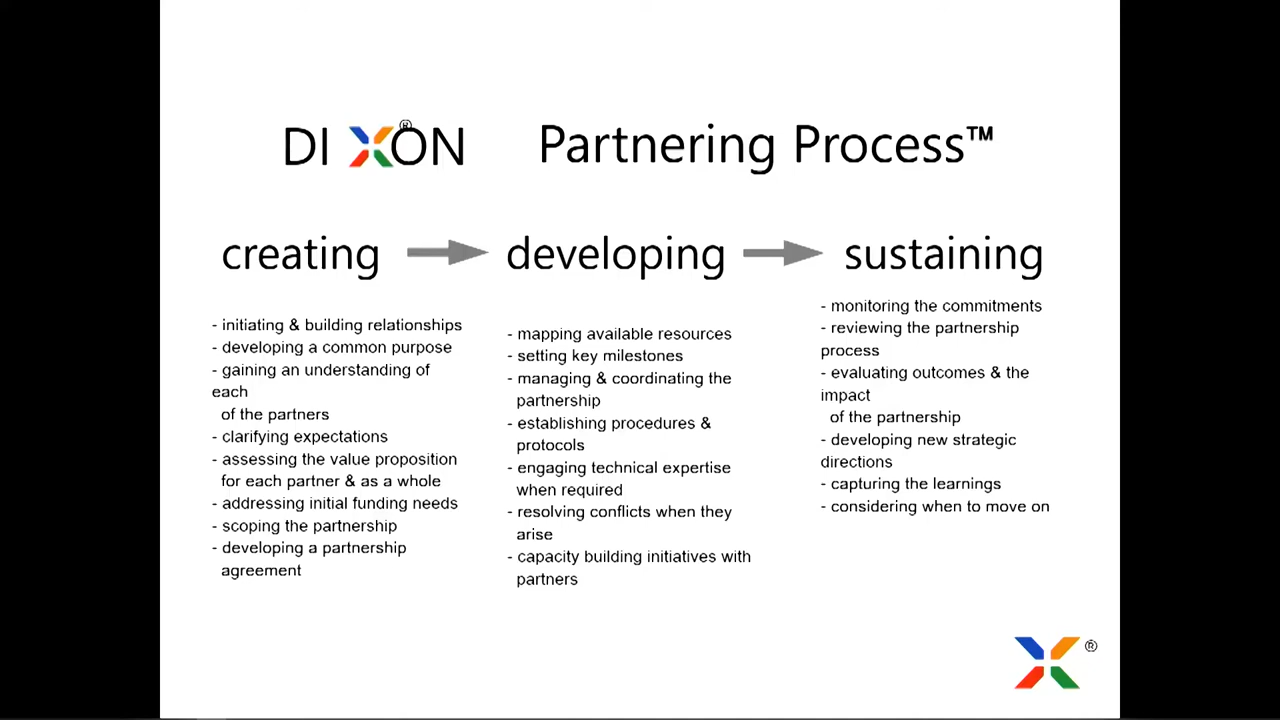 DIXON® Partnering Process™
creating
developing
sustaining
- initiating & building relationships
- developing a common purpose
- gaining an understanding of
each
of the partners
- clarifying expectations
- assessing the value proposition
for each partner & as a whole
- addressing initial funding needs
- scoping the partnership
- developing a partnership
agreement
- mapping available resources
- setting key milestones
- managing & coordinating the
partnership
- establishing procedures &
protocols
- engaging technical expertise
when required
- resolving conflicts when they
arise
- capacity building initiatives with
partners
- monitoring the commitments
- reviewing the partnership
process
- evaluating outcomes & the
impact
of the partnership
- developing new strategic
directions
- capturing the learnings
- considering when to move on
X®